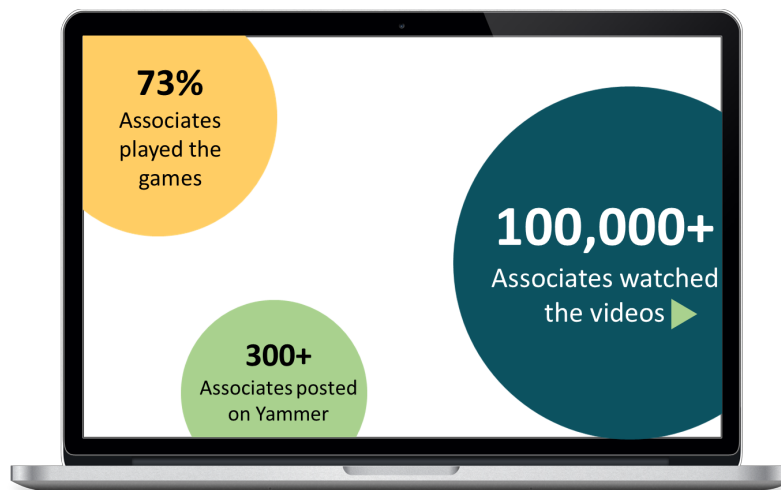 73%
Associates
played the
games
100,000+
Associates watched
the videos
300+
Associates posted
on Yammer